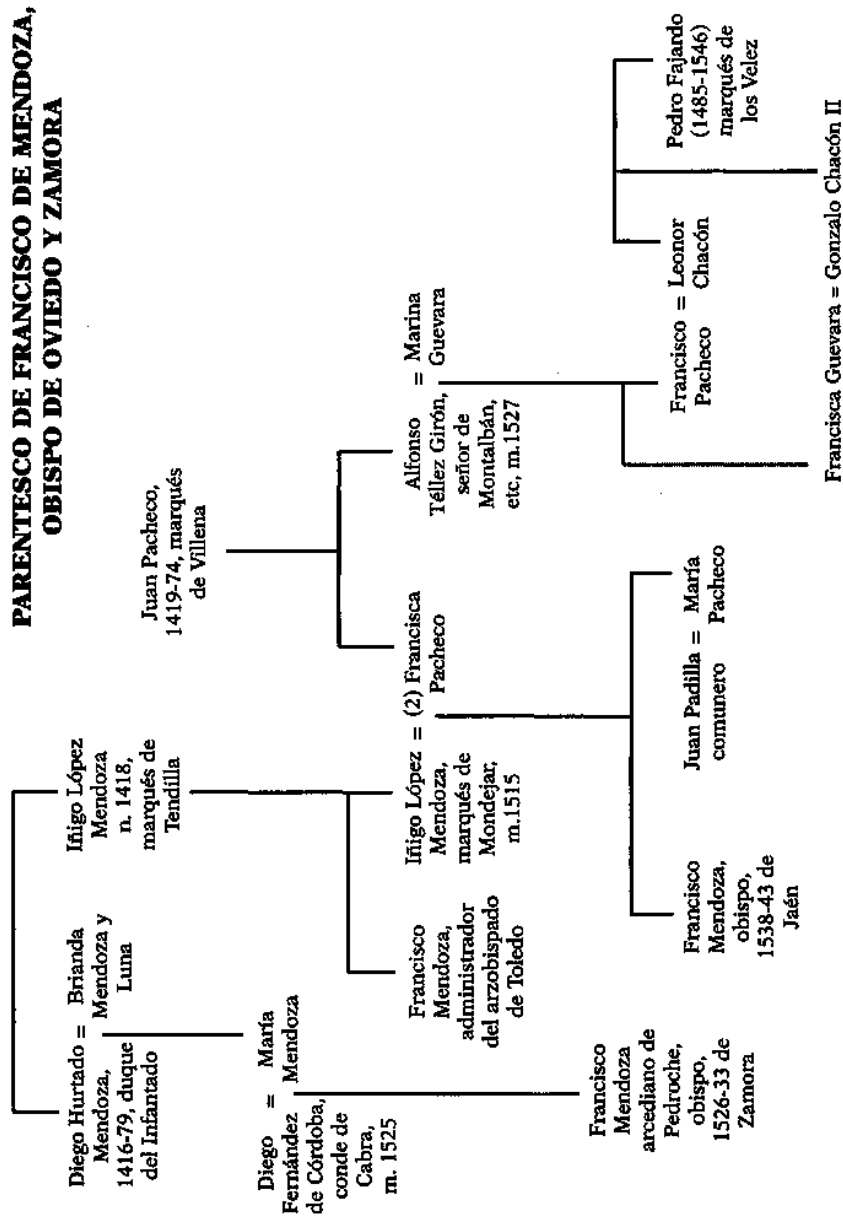 PARENTESCO DE FRANCISCO DE MENDOZA,
OBISPO DE OVIEDO Y ZAMORA
Diego Hurtado = Brianda
Mendoza, Mendoza y
1416-79, duque Luna
del Infantado
Iñigo López
Mendoza
n. 1418,
marqués de
Tendilla
Juan Pacheco,
1419-74, marqués
de Villena
Diego = María
Fernández Mendoza
de Córdoba,
conde de
Cabra,
m. 1525
Francisco
Mendoza,
administrador
del arzobispado
de Toledo
Iñigo López = (2) Francisca
Mendoza, Pacheco
marqués de
Mondejar,
m.1515
Alfonso = Marina
Téllez Girón, Guevara
señor de
Montalbán,
etc, m.1527
Francisco
Mendoza
arcediano de
Pedroche,
obispo,
1526-33 de
Zamora
Francisco
Mendoza,
obispo,
1538-43 de
Jaén
Juan Padilla = María
comunero Pacheco
Francisco = Leonor
Pacheco Chacón
Pedro Fajardo
(1485-1546)
marqués de
los Velez
Francisca Guevara = Gonzalo Chacón II